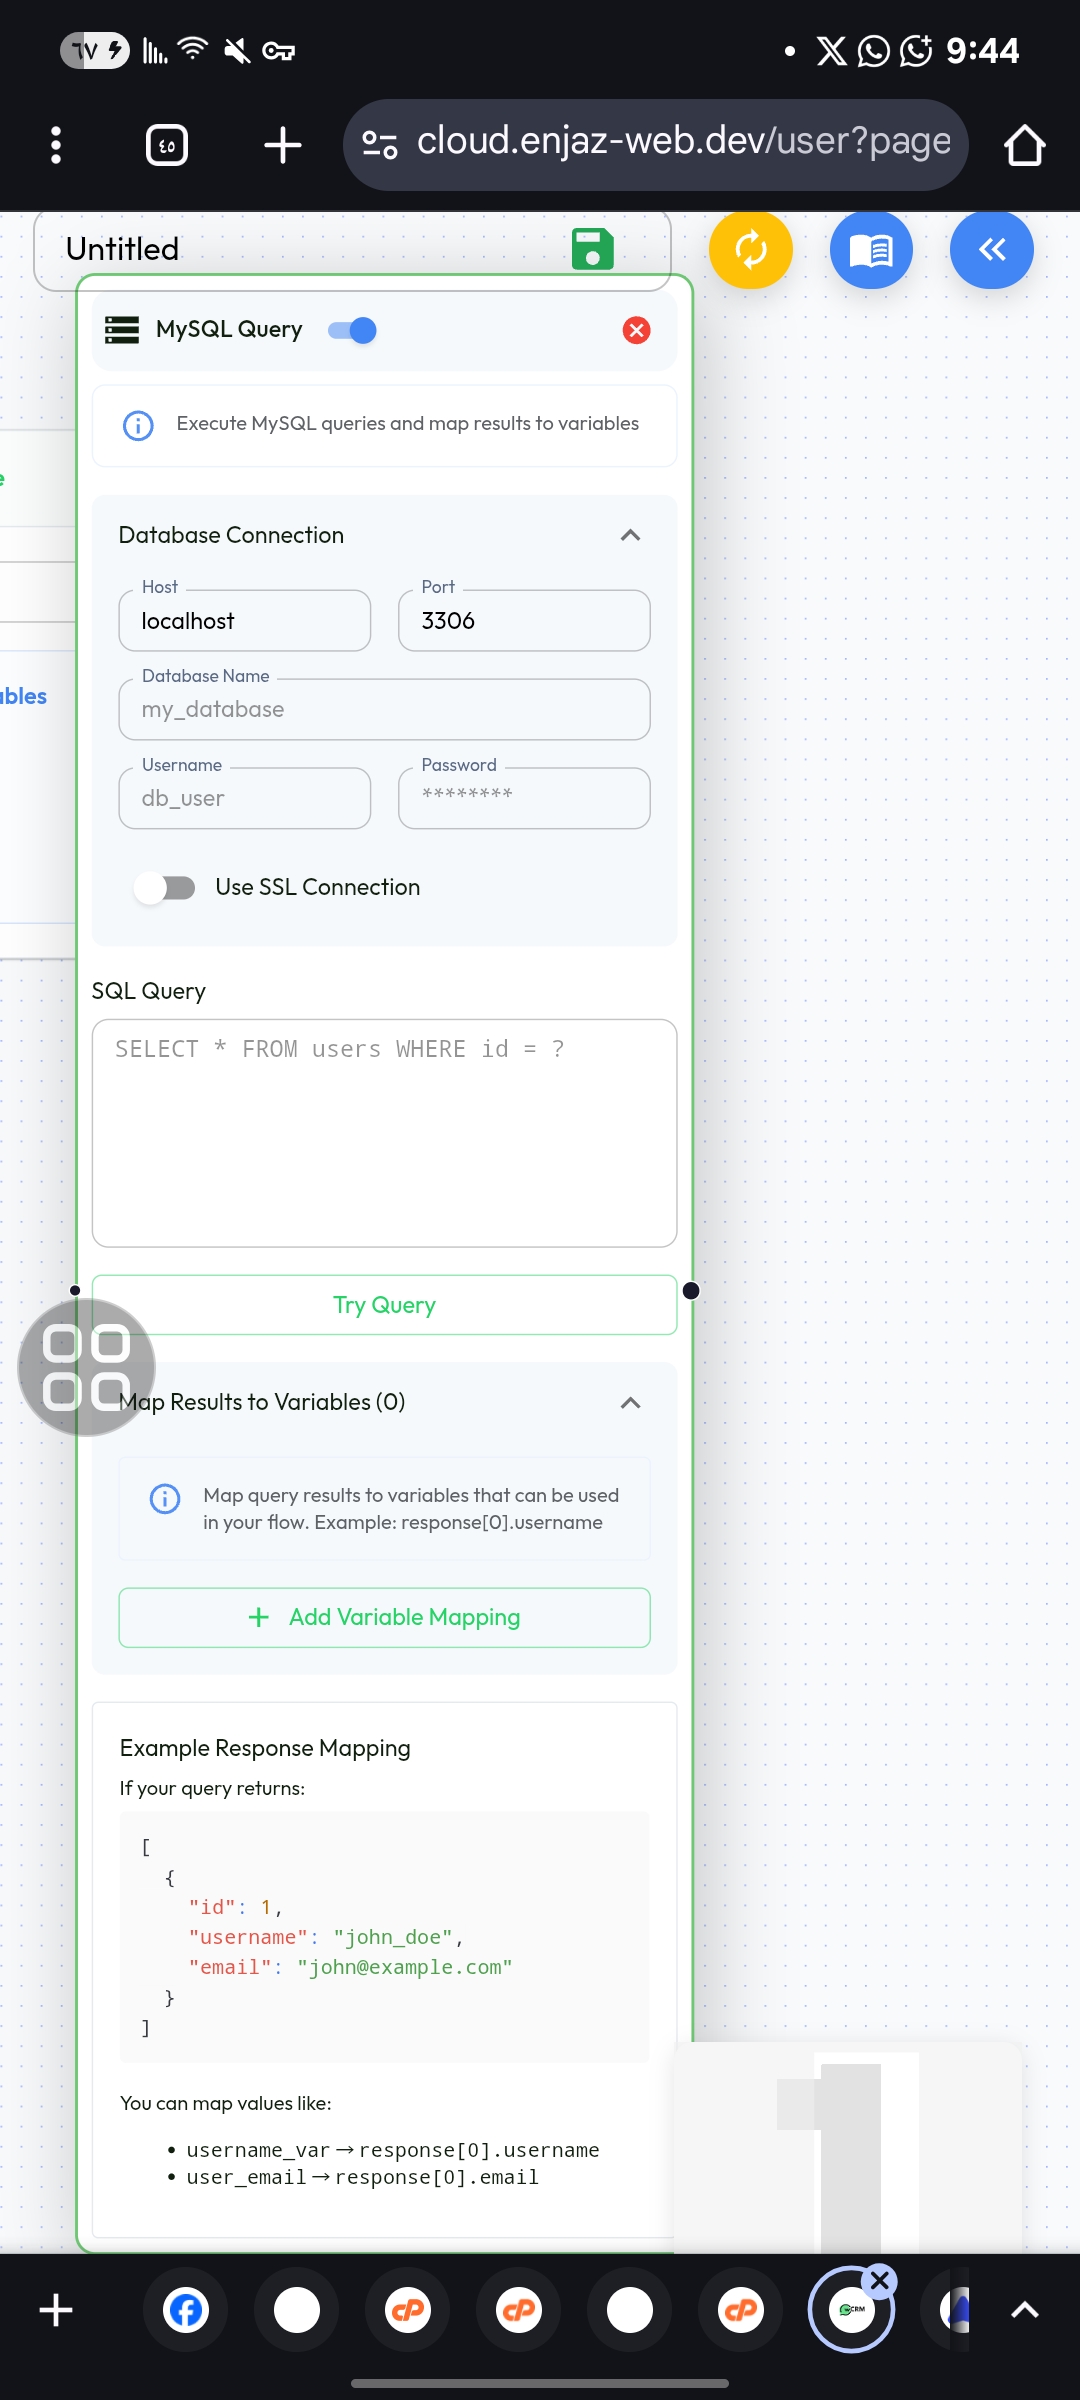 ٦٧
9:44
٤٥
cloud.enjaz-web.dev/user?page
Untitled
MySQL Query
Execute MySQL queries and map results to variables
e
Database Connection
Host
localhost
Port
3306
Database Name
my_database
ables
Username
db_user
Password
********
Use SSL Connection
SQL Query
SELECT * FROM users WHERE id = ?
Try Query
Map Results to Variables (0)
Map query results to variables that can be used
in your flow. Example: response[0].username
+ Add Variable Mapping
Example Response Mapping
If your query returns:
[
{
"id": 1,
"username": "john_doe",
"email": "john@example.com"
}
]
You can map values like:
• username_var → response[0].username
• user_email → response[0].email
CRM